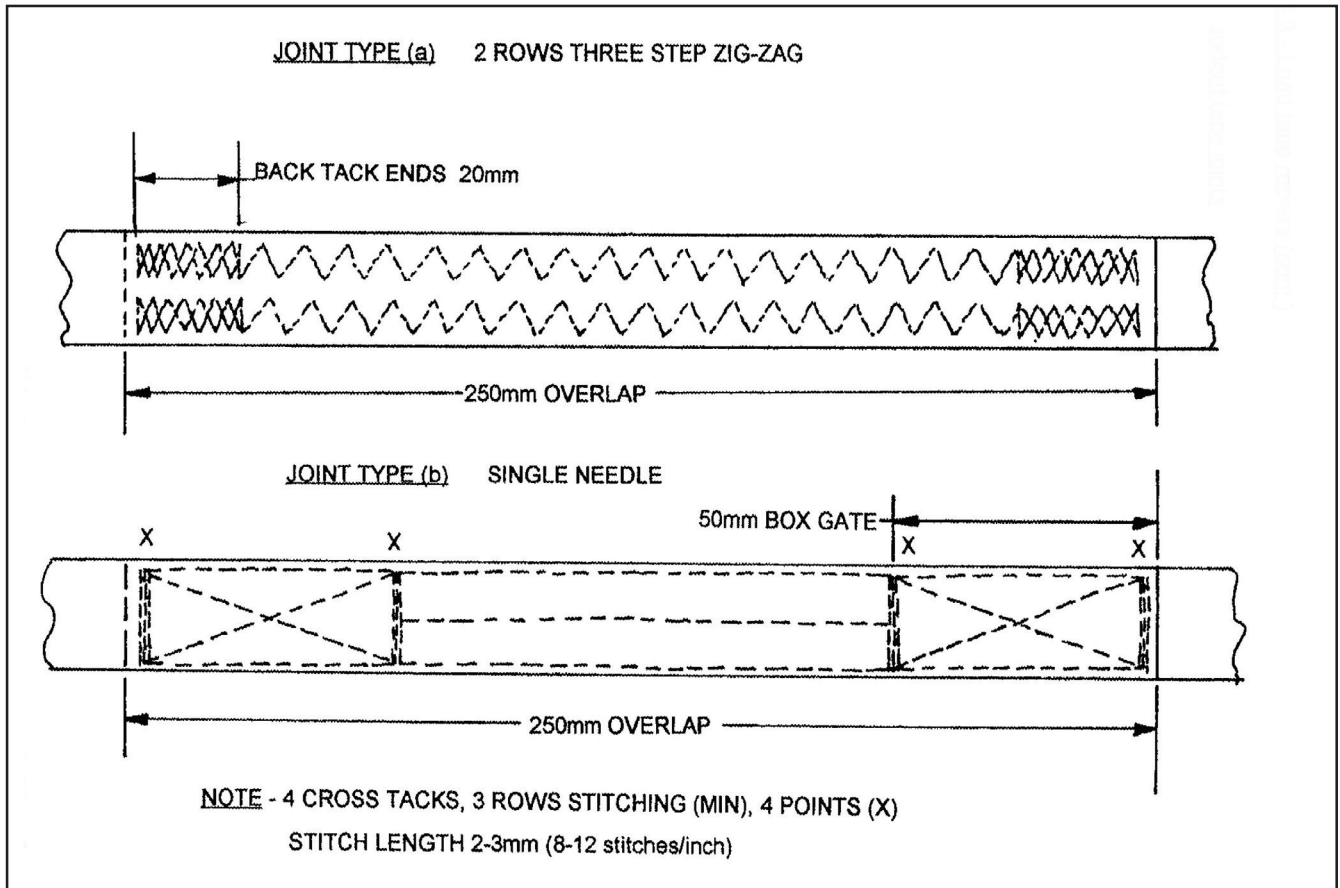 JOINT TYPE (a) 2 ROWS THREE STEP ZIG-ZAG
BACK TACK ENDS 20mm
250mm OVERLAP
JOINT TYPE (b) SINGLE NEEDLE
50mm BOX GATE
X X X X
250mm OVERLAP
NOTE - 4 CROSS TACKS, 3 ROWS STITCHING (MIN), 4 POINTS (X)
STITCH LENGTH 2-3mm (8-12 stitches/inch)